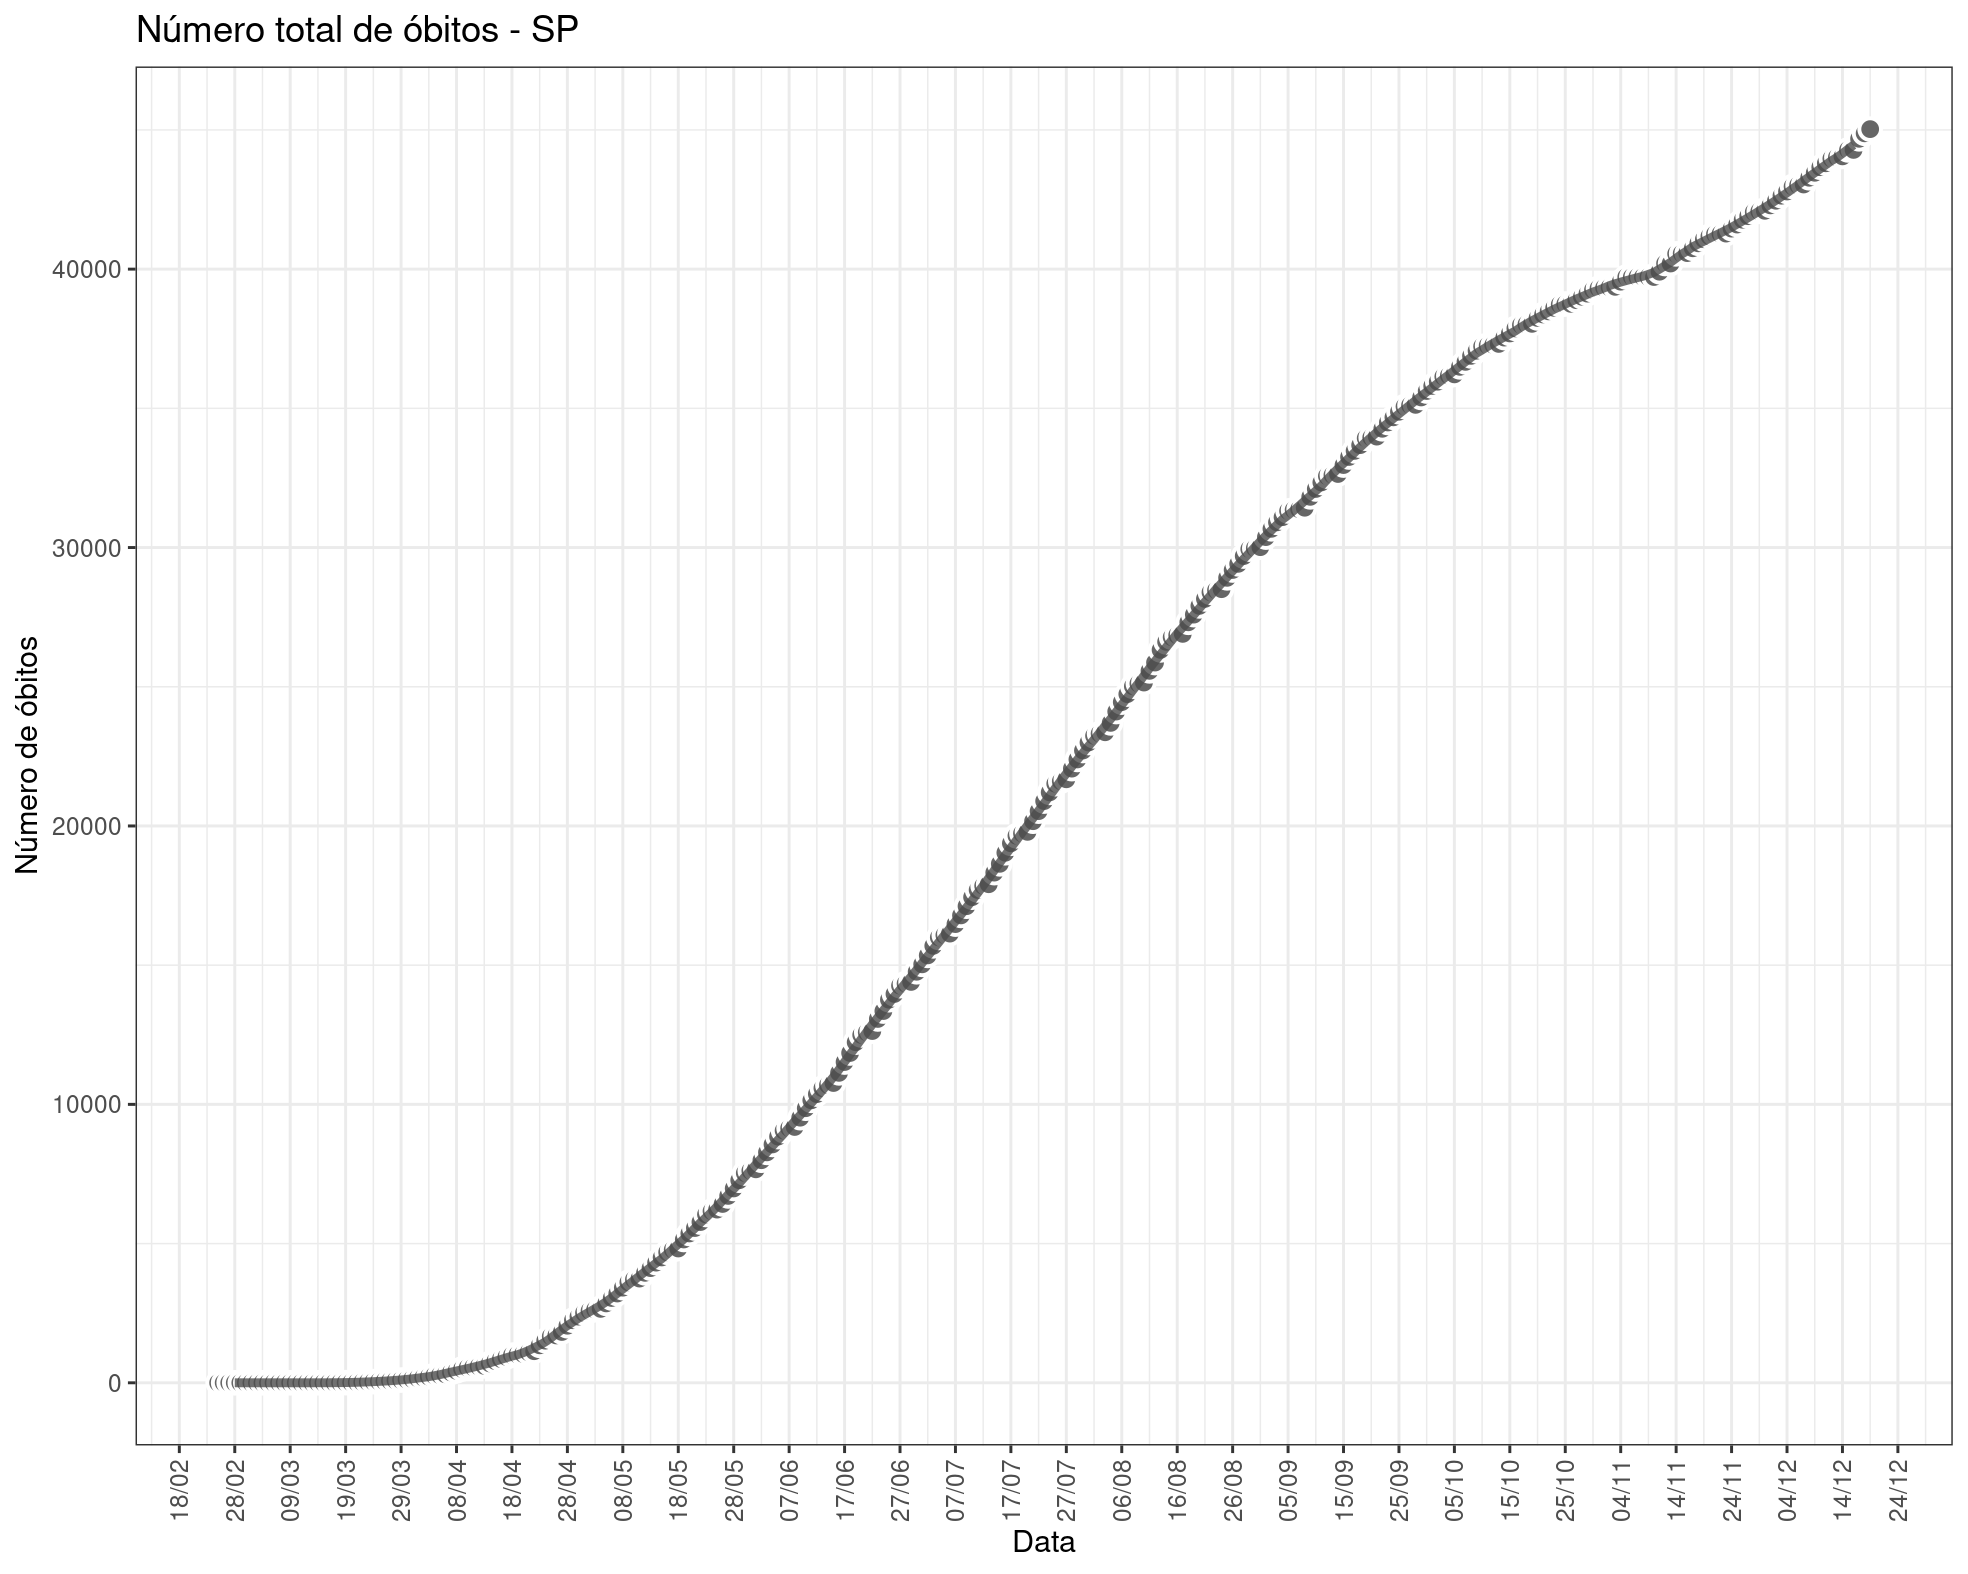 Número total de óbitos - SP
Número de óbitos
40000
30000
20000
10000
0
18/02 28/02 09/03 19/03 29/03 08/04 18/04 28/04 08/05 18/05 28/05 07/06 17/06 27/06 07/07 17/07 27/07 06/08 16/08 26/08 05/09 15/09 25/09 05/10 15/10 25/10 04/11 14/11 24/11 04/12 14/12 24/12
Data